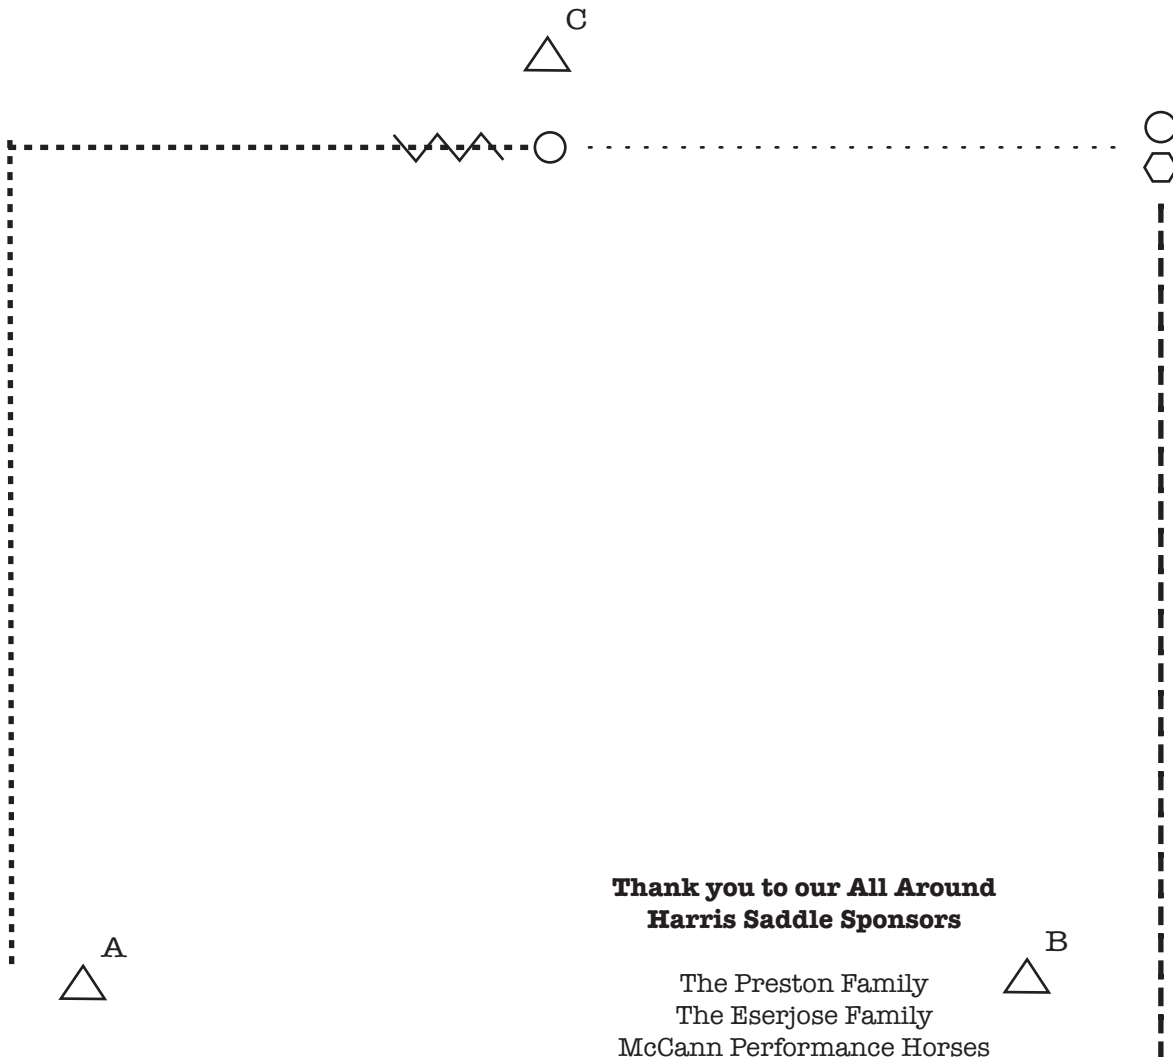 C
Thank you to our All Around
Harris Saddle Sponsors
A
B
The Preston Family
The Eserjose Family
McCann Performance Horses